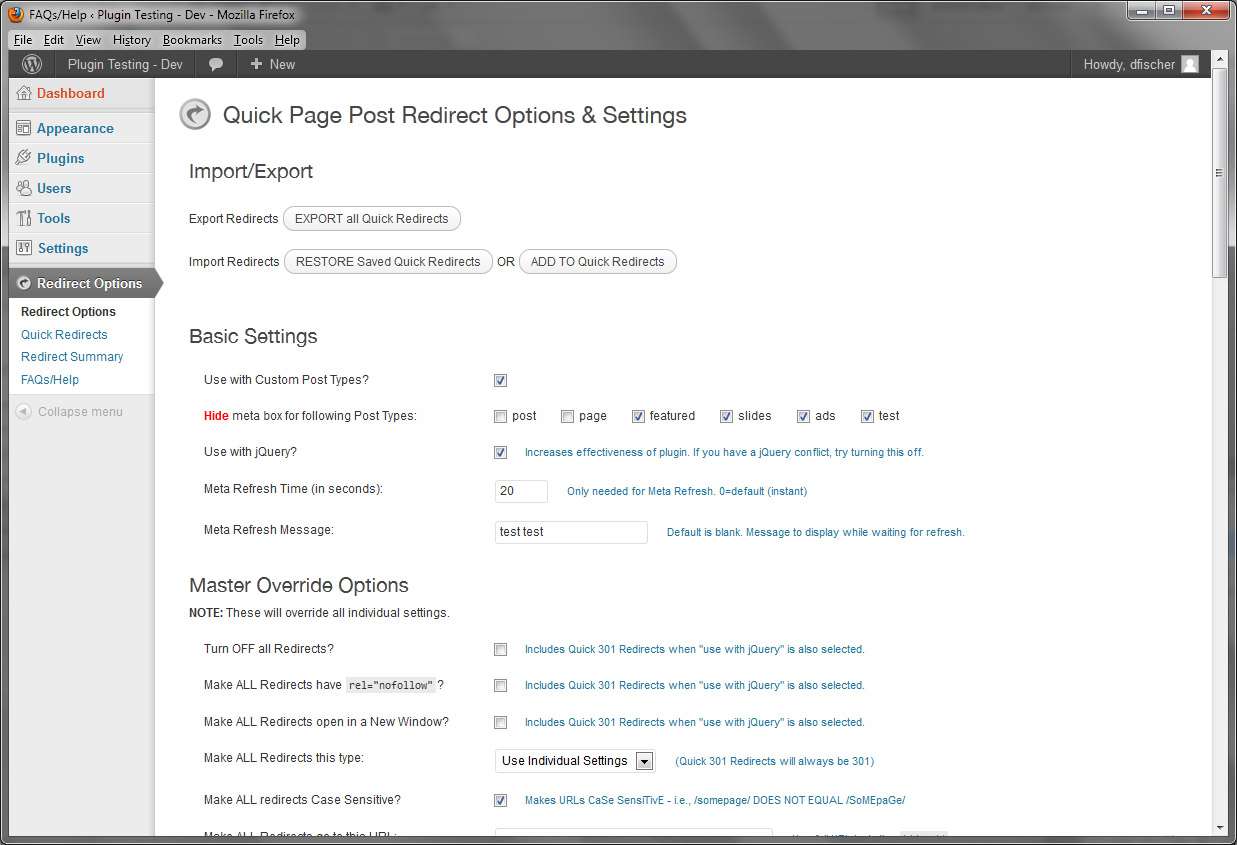 FAQs/Help ‹ Plugin Testing - Dev - Mozilla Firefox
File Edit View History Bookmarks Tools Help
Plugin Testing - Dev + New Howdy, dfischer
Dashboard
Appearance
Plugins
Users
Tools
Settings
Redirect Options
Redirect Options
Quick Redirects
Redirect Summary
FAQs/Help
Collapse menu
Quick Page Post Redirect Options & Settings
Import/Export
Export Redirects EXPORT all Quick Redirects
Import Redirects RESTORE Saved Quick Redirects OR ADD TO Quick Redirects
Basic Settings
Use with Custom Post Types?
Hide meta box for following Post Types: post page featured slides ads test
Use with jQuery? Increases effectiveness of plugin. If you have a jQuery conflict, try turning this off.
Meta Refresh Time (in seconds): 20 Only needed for Meta Refresh. 0=default (instant)
Meta Refresh Message: test test Default is blank. Message to display while waiting for refresh.
Master Override Options
NOTE: These will override all individual settings.
Turn OFF all Redirects? Includes Quick 301 Redirects when "use with jQuery" is also selected.
Make ALL Redirects have rel="nofollow" ? Includes Quick 301 Redirects when "use with jQuery" is also selected.
Make ALL Redirects open in a New Window? Includes Quick 301 Redirects when "use with jQuery" is also selected.
Make ALL Redirects this type: Use Individual Settings (Quick 301 Redirects will always be 301)
Make ALL redirects Case Sensitive? Makes URLs CaSe SensiTivE - i.e., /somepage/ DOES NOT EQUAL /SoMEpaGe/
Make ALL Redirects go to this URL: